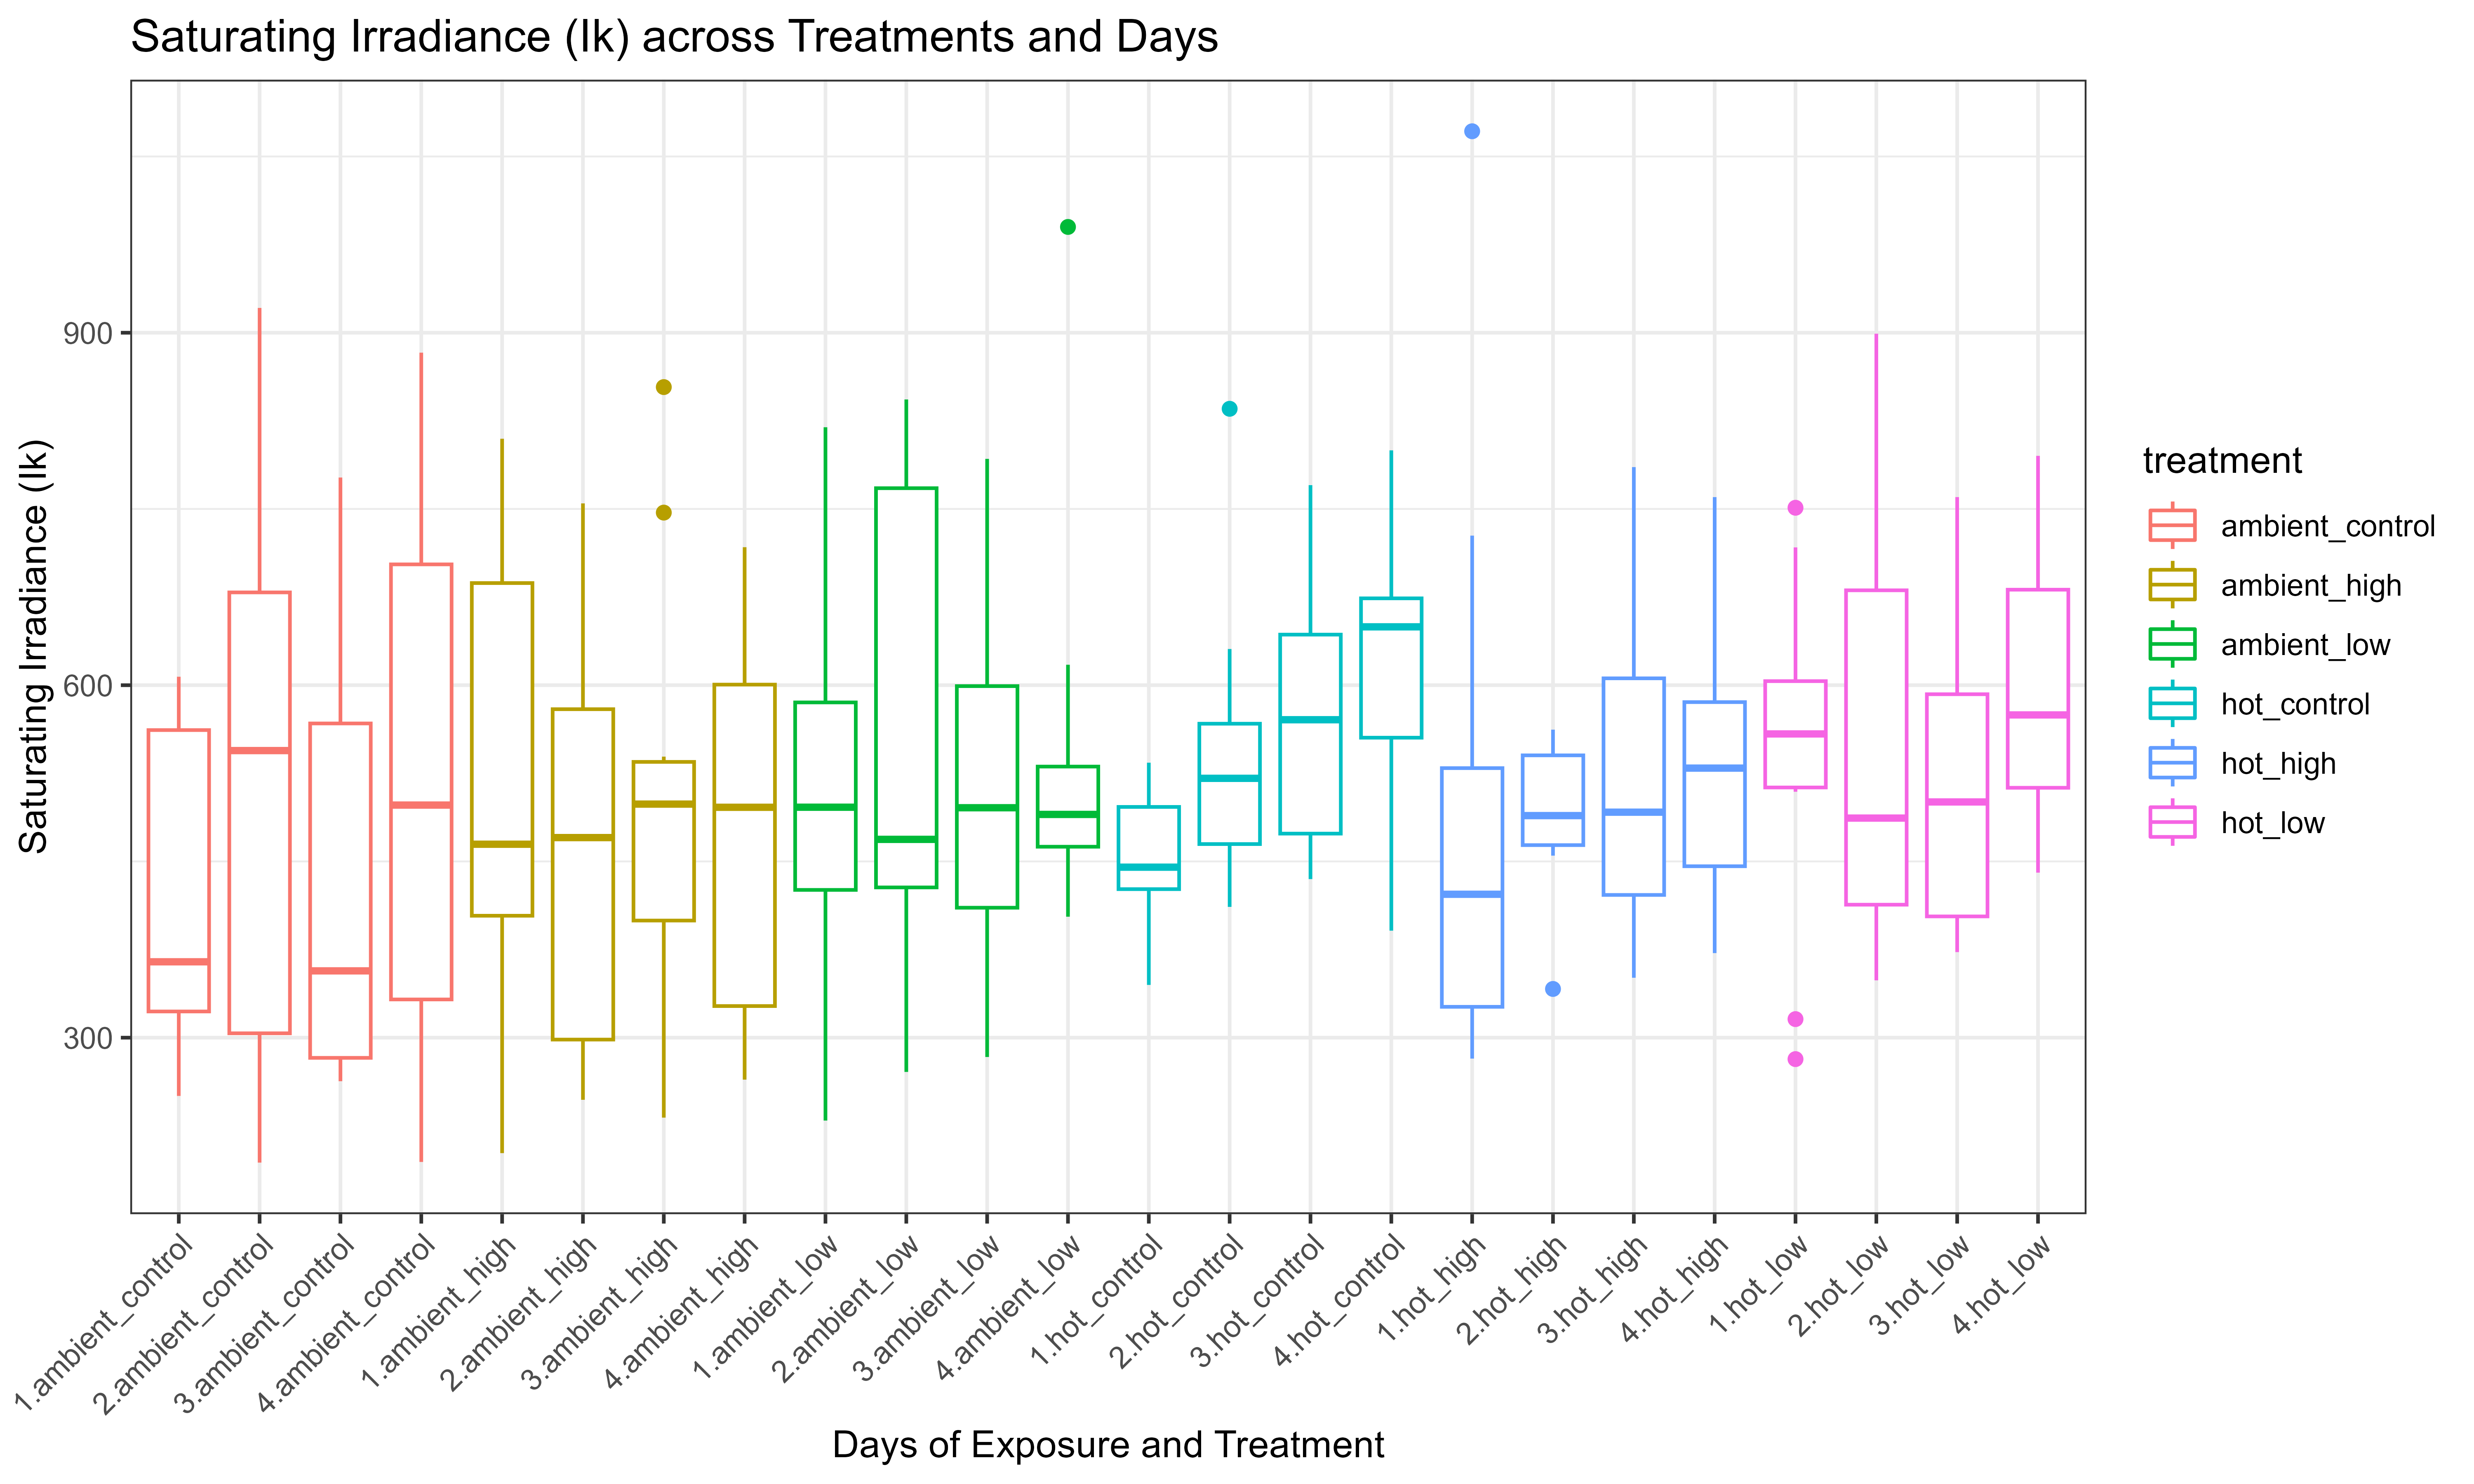 Saturating Irradiance (Ik) across Treatments and Days
Saturating Irradiance (Ik)
900
600
300
1.ambient_control
2.ambient_control
3.ambient_control
4.ambient_control
1.ambient_high
2.ambient_high
3.ambient_high
4.ambient_high
1.ambient_low
2.ambient_low
3.ambient_low
4.ambient_low
1.hot_control
2.hot_control
3.hot_control
4.hot_control
1.hot_high
2.hot_high
3.hot_high
4.hot_high
1.hot_low
2.hot_low
3.hot_low
4.hot_low
Days of Exposure and Treatment
treatment
ambient_control
ambient_high
ambient_low
hot_control
hot_high
hot_low